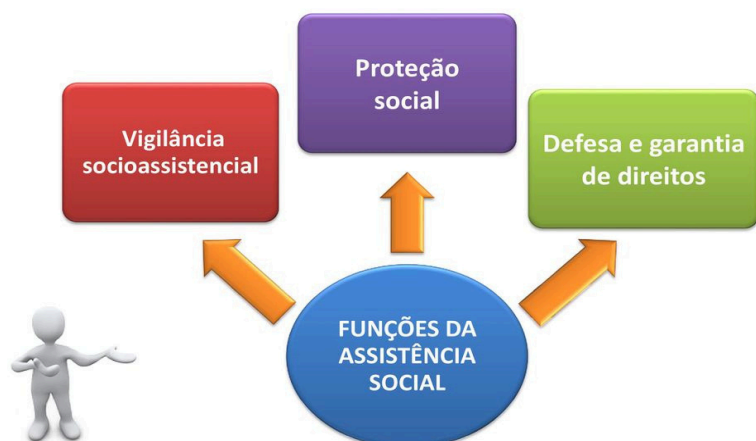 Proteção
social
Vigilância
socioassistencial
Defesa e garantia
de direitos
FUNÇÕES DA
ASSISTÊNCIA
SOCIAL